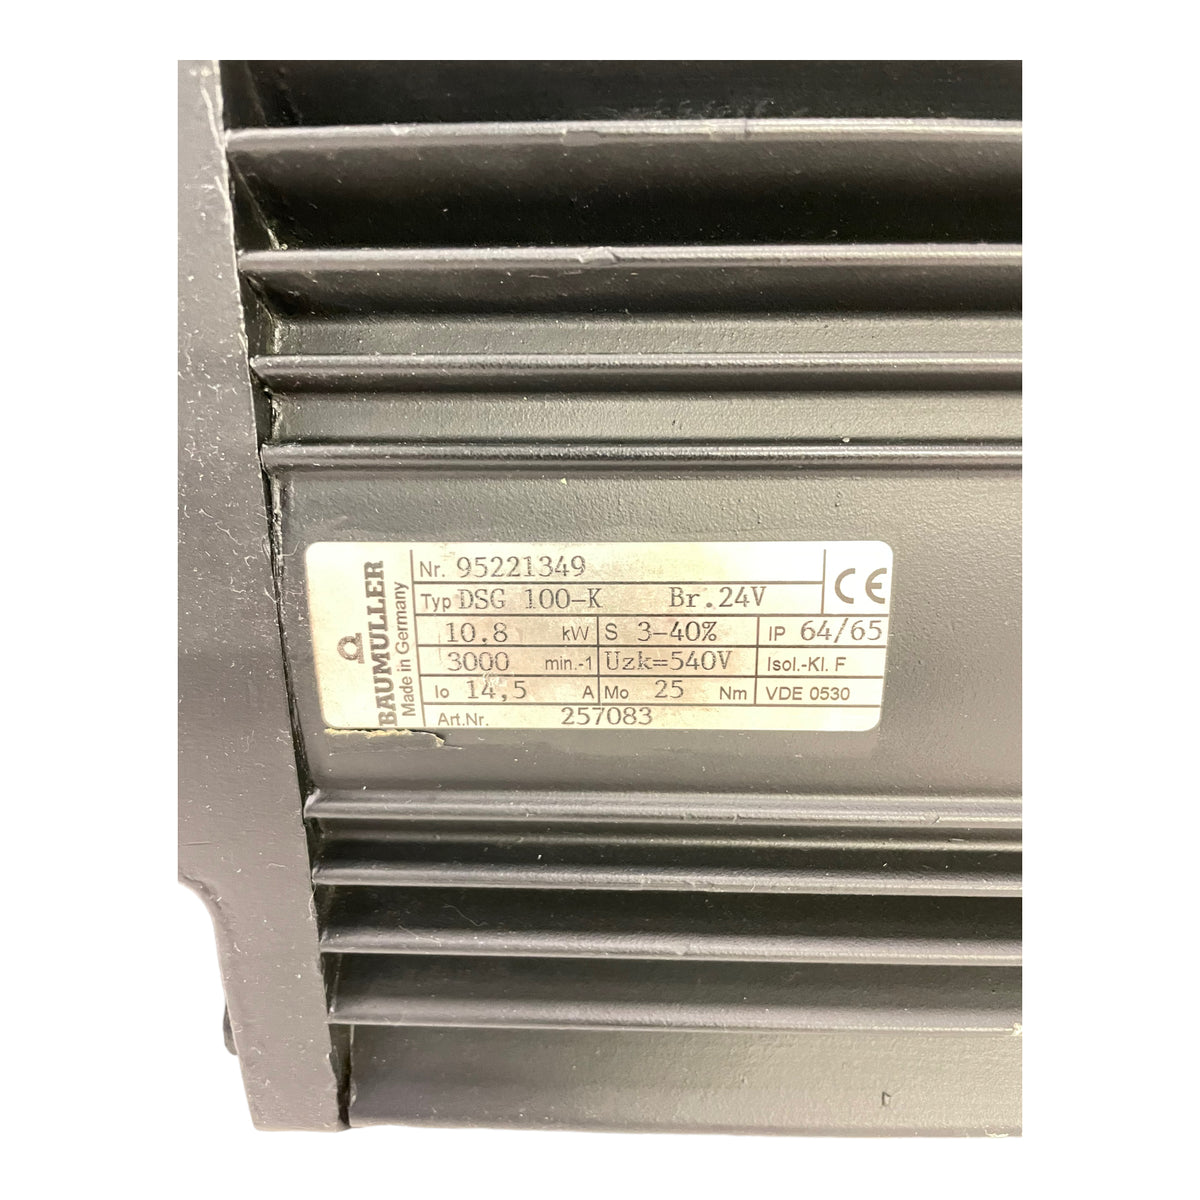 BAUMÜLLER
Made in Germany
Nr. 95221349
Typ DSG 100-K Br.24V CE
10.8 kW S 3-40% IP 64/65
3000 min.-1 Uzk=540V Isol.-Kl. F
Io 14,5 A Mo 25 Nm VDE 0530
Art.Nr. 257083